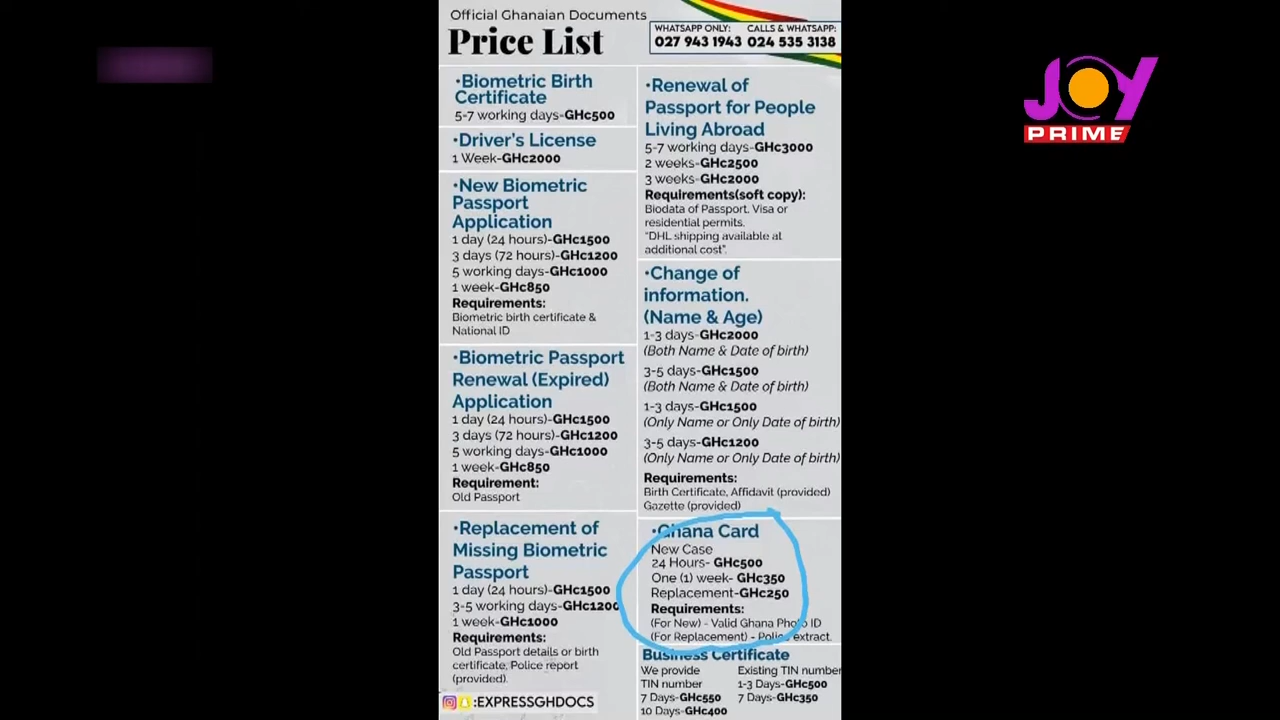 Official Ghanaian Documents
Price List
WHATSAPP ONLY:
027 943 1943
CALLS & WHATSAPP:
024 535 3138
•Biometric Birth
Certificate
5-7 working days-GHc500
•Driver's License
1 Week-GHc2000
•New Biometric
Passport
Application
1 day (24 hours)-GHc1500
3 days (72 hours)-GHc1200
5 working days-GHc1000
1 week-GHc850
Requirements:
Biometric birth certificate &
National ID
•Biometric Passport
Renewal (Expired)
Application
1 day (24 hours)-GHc1500
3 days (72 hours)-GHc1200
5 working days-GHc1000
1 week-GHc850
Requirement:
Old Passport
•Replacement of
Missing Biometric
Passport
1 day (24 hours)-GHc1500
3-5 working days-GHc1200
1 week-GHc1000
Requirements:
Old Passport details or birth
certificate, Police report
(provided).
:EXPRESSGHDOCS
•Renewal of
Passport for People
Living Abroad
5-7 working days-GHc3000
2 weeks-GHc2500
3 weeks-GHc2000
Requirements(soft copy):
Biodata of Passport. Visa or
residential permits.
"DHL shipping available at
additional cost".
•Change of
information.
(Name & Age)
1-3 days-GHc2000
(Both Name & Date of birth)
3-5 days-GHc1500
(Both Name & Date of birth)
1-3 days-GHc1500
(Only Name or Only Date of birth)
3-5 days-GHc1200
(Only Name or Only Date of birth)
Requirements:
Birth Certificate, Affidavit (provided)
Gazette (provided)
•Ghana Card
New Case
24 Hours- GHc500
One (1) week- GHc350
Replacement-GHc250
Requirements:
(For New) - Valid Ghana Photo ID
(For Replacement) - Police extract.
Business Certificate
We provide
TIN number
7 Days-GHc550
10 Days-GHc400
Existing TIN number
1-3 Days-GHc500
7 Days-GHc350
JOY
PRIME